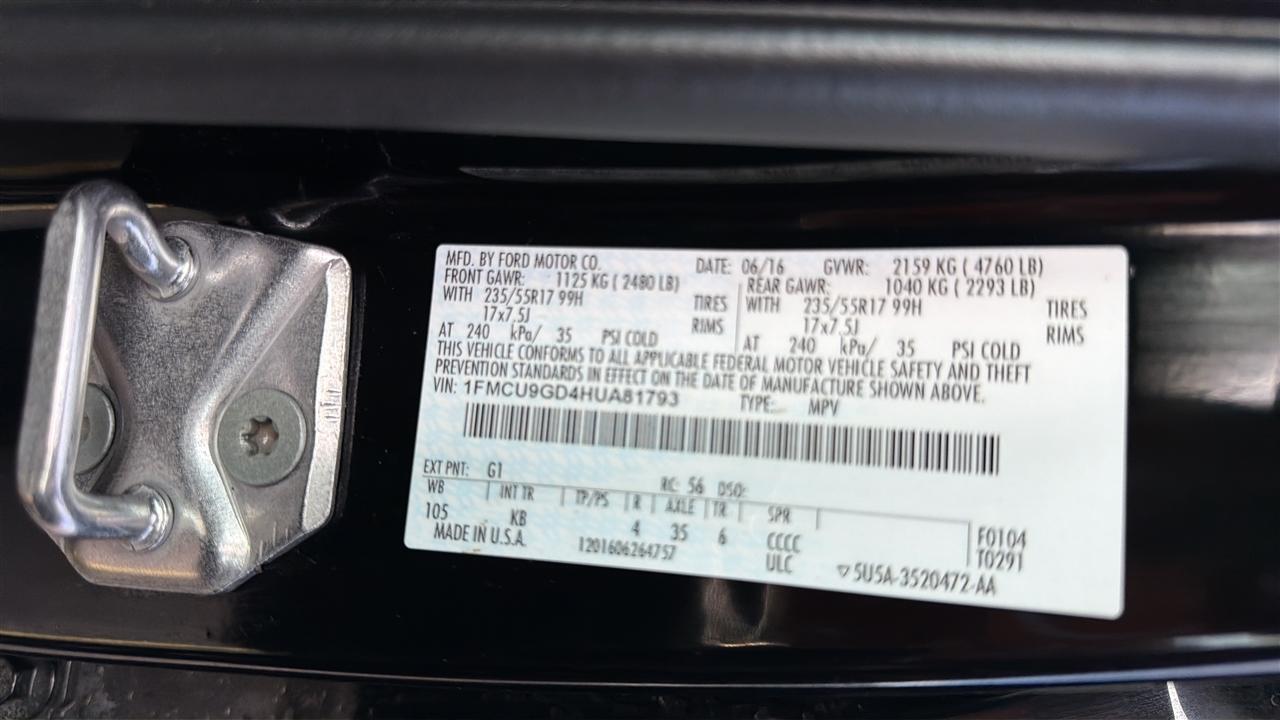 MFD. BY FORD MOTOR CO. DATE: 06/16 GVWR: 2159 KG ( 4760 LB)
FRONT GAWR: 1125 KG ( 2480 LB) REAR GAWR: 1040 KG ( 2293 LB)
WITH 235/55R17 99H TIRES WITH 235/55R17 99H TIRES
17x7.5J RIMS 17x7.5J RIMS
AT 240 kPa/ 35 PSI COLD AT 240 kPa/ 35 PSI COLD
THIS VEHICLE CONFORMS TO ALL APPLICABLE FEDERAL MOTOR VEHICLE SAFETY AND THEFT
PREVENTION STANDARDS IN EFFECT ON THE DATE OF MANUFACTURE SHOWN ABOVE.
VIN: 1FMCU9GD4HUA81793 TYPE: MPV
EXT PNT: G1 RC: 56 DSO:
WB INT TR TP/PS R AXLE TR SPR
105 KB 4 35 6 CCCC F0104
MADE IN U.S.A. 1201606264757 ULC T0291
▽5U5A-3520472-AA